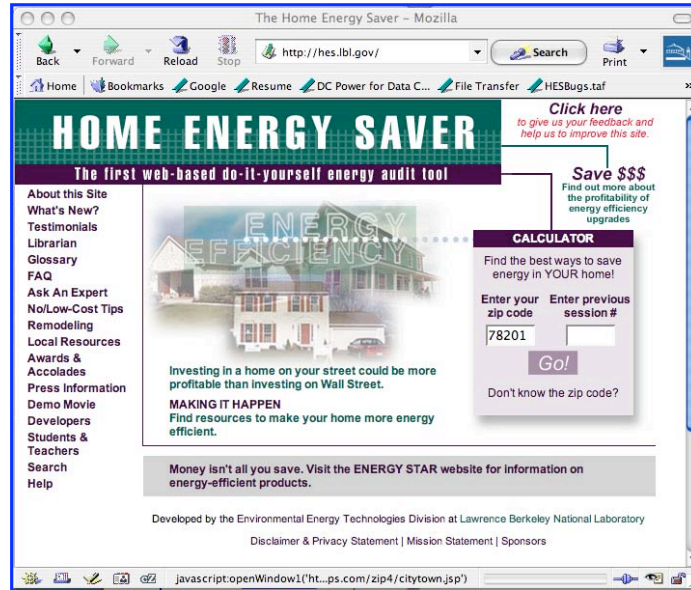 The Home Energy Saver – Mozilla
Back Forward Reload Stop http://hes.lbl.gov/ Search Print
Home Bookmarks Google Resume DC Power for Data C... File Transfer HESBugs.taf »
HOME ENERGY SAVER
The first web-based do-it-yourself energy audit tool
Click here
to give us your feedback and
help us to improve this site.
Save $$$
Find out more about
the profitability of
energy efficiency
upgrades
About this Site
What's New?
Testimonials
Librarian
Glossary
FAQ
Ask An Expert
No/Low-Cost Tips
Remodeling
Local Resources
Awards &
Accolades
Press Information
Demo Movie
Developers
Students &
Teachers
Search
Help
ENERGY
EFFICIENCY
Investing in a home on your street could be more
profitable than investing on Wall Street.
MAKING IT HAPPEN
Find resources to make your home more energy
efficient.
CALCULATOR
Find the best ways to save
energy in YOUR home!
Enter your Enter previous
zip code session #
78201
Go!
Don't know the zip code?
Money isn't all you save. Visit the ENERGY STAR website for information on
energy-efficient products.
Developed by the Environmental Energy Technologies Division at Lawrence Berkeley National Laboratory
Disclaimer & Privacy Statement | Mission Statement | Sponsors
javascript:openWindow1('ht...ps.com/zip4/citytown.jsp')